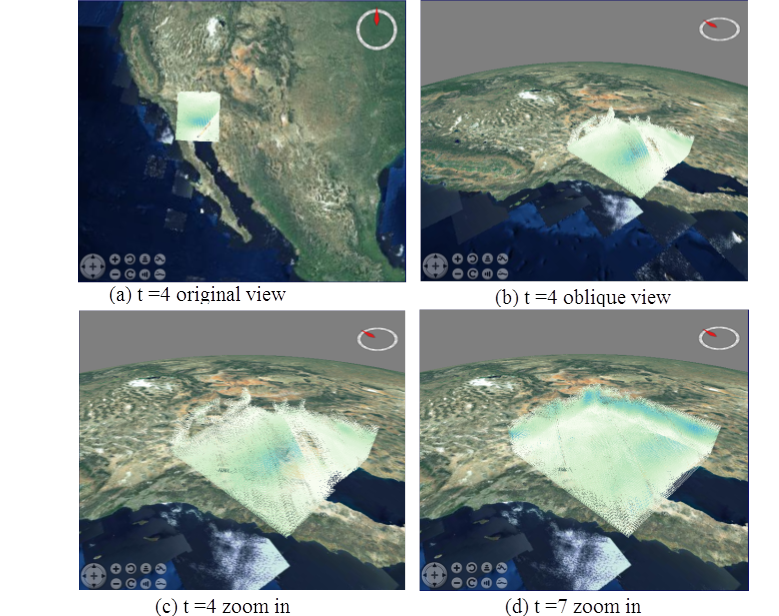 (a) t =4 original view
(b) t =4 oblique view
(c) t =4 zoom in
(d) t =7 zoom in